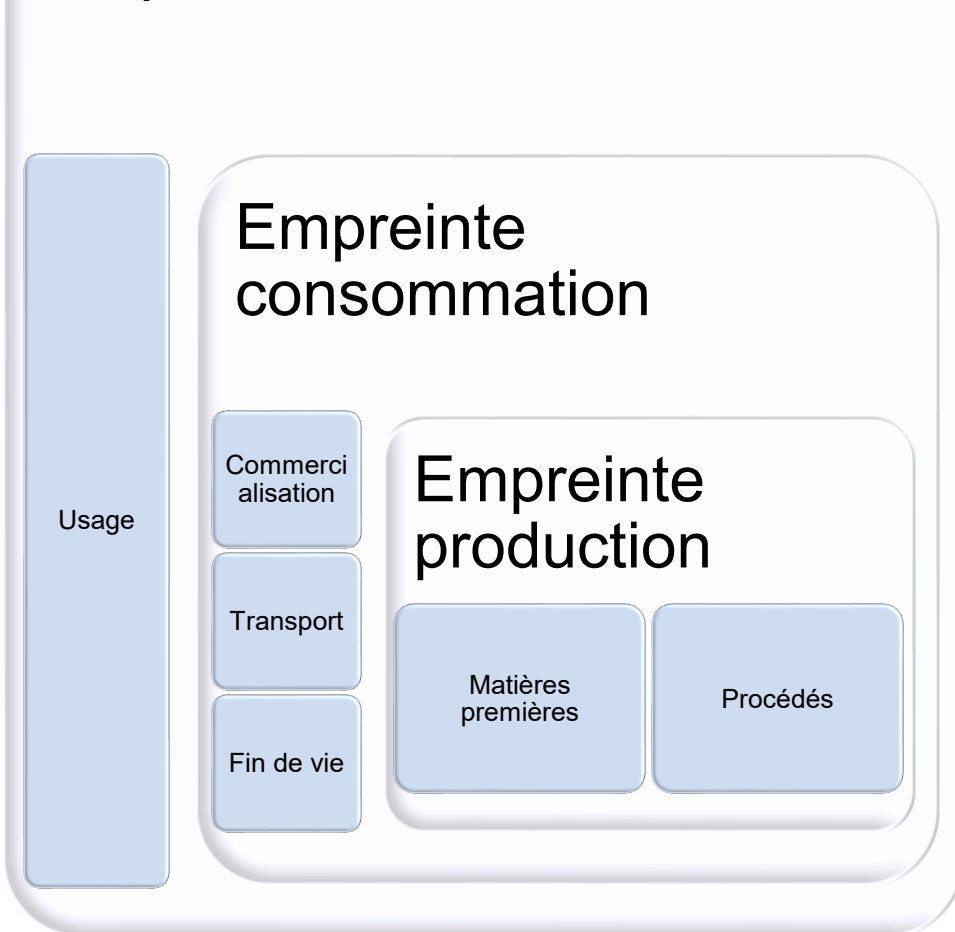 Empreinte
consommation
Usage
Commerci
alisation
Transport
Fin de vie
Empreinte
production
Matières
premières
Procédés